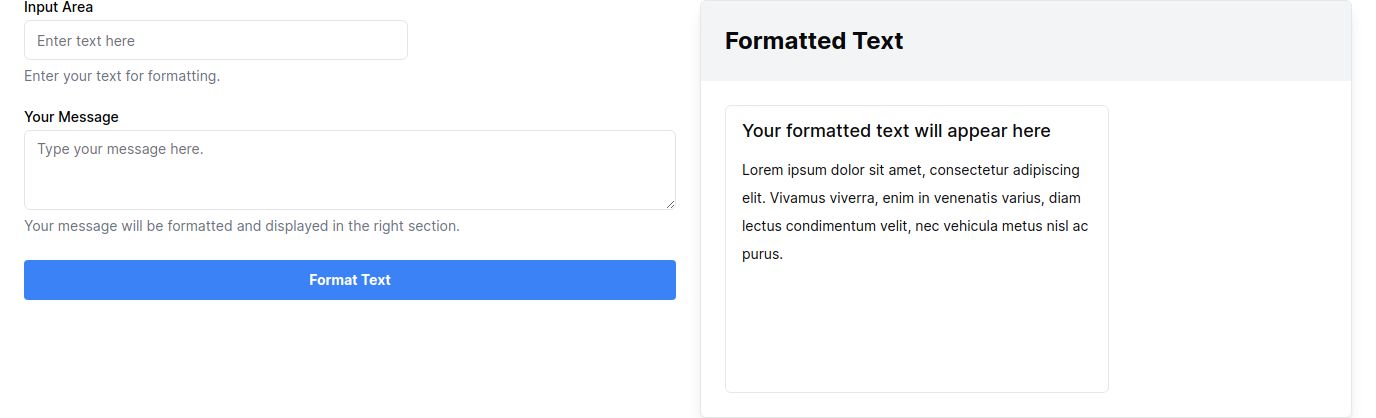 Input Area
Enter text here
Enter your text for formatting.
Your Message
Type your message here.
Your message will be formatted and displayed in the right section.
Format Text
Formatted Text
Your formatted text will appear here
Lorem ipsum dolor sit amet, consectetur adipiscing
elit. Vivamus viverra, enim in venenatis varius, diam
lectus condimentum velit, nec vehicula metus nisl ac
purus.